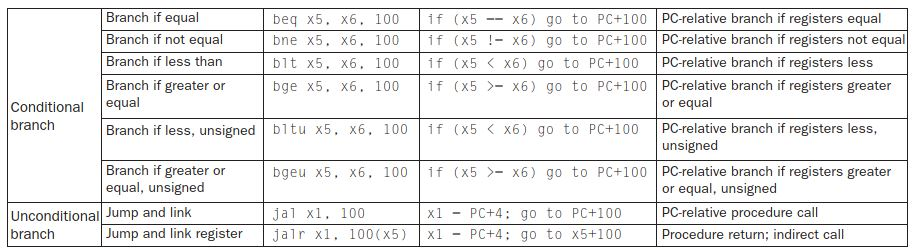 Conditional branch
Branch if equal beq x5, x6, 100 if (x5 == x6) go to PC+100 PC-relative branch if registers equal
Branch if not equal bne x5, x6, 100 if (x5 != x6) go to PC+100 PC-relative branch if registers not equal
Branch if less than blt x5, x6, 100 if (x5 < x6) go to PC+100 PC-relative branch if registers less
Branch if greater or equal bge x5, x6, 100 if (x5 >= x6) go to PC+100 PC-relative branch if registers greater or equal
Branch if less, unsigned bltu x5, x6, 100 if (x5 < x6) go to PC+100 PC-relative branch if registers less, unsigned
Branch if greater or equal, unsigned bgeu x5, x6, 100 if (x5 >= x6) go to PC+100 PC-relative branch if registers greater or equal, unsigned
Unconditional branch
Jump and link jal x1, 100 x1 = PC+4; go to PC+100 PC-relative procedure call
Jump and link register jalr x1, 100(x5) x1 = PC+4; go to x5+100 Procedure return; indirect call